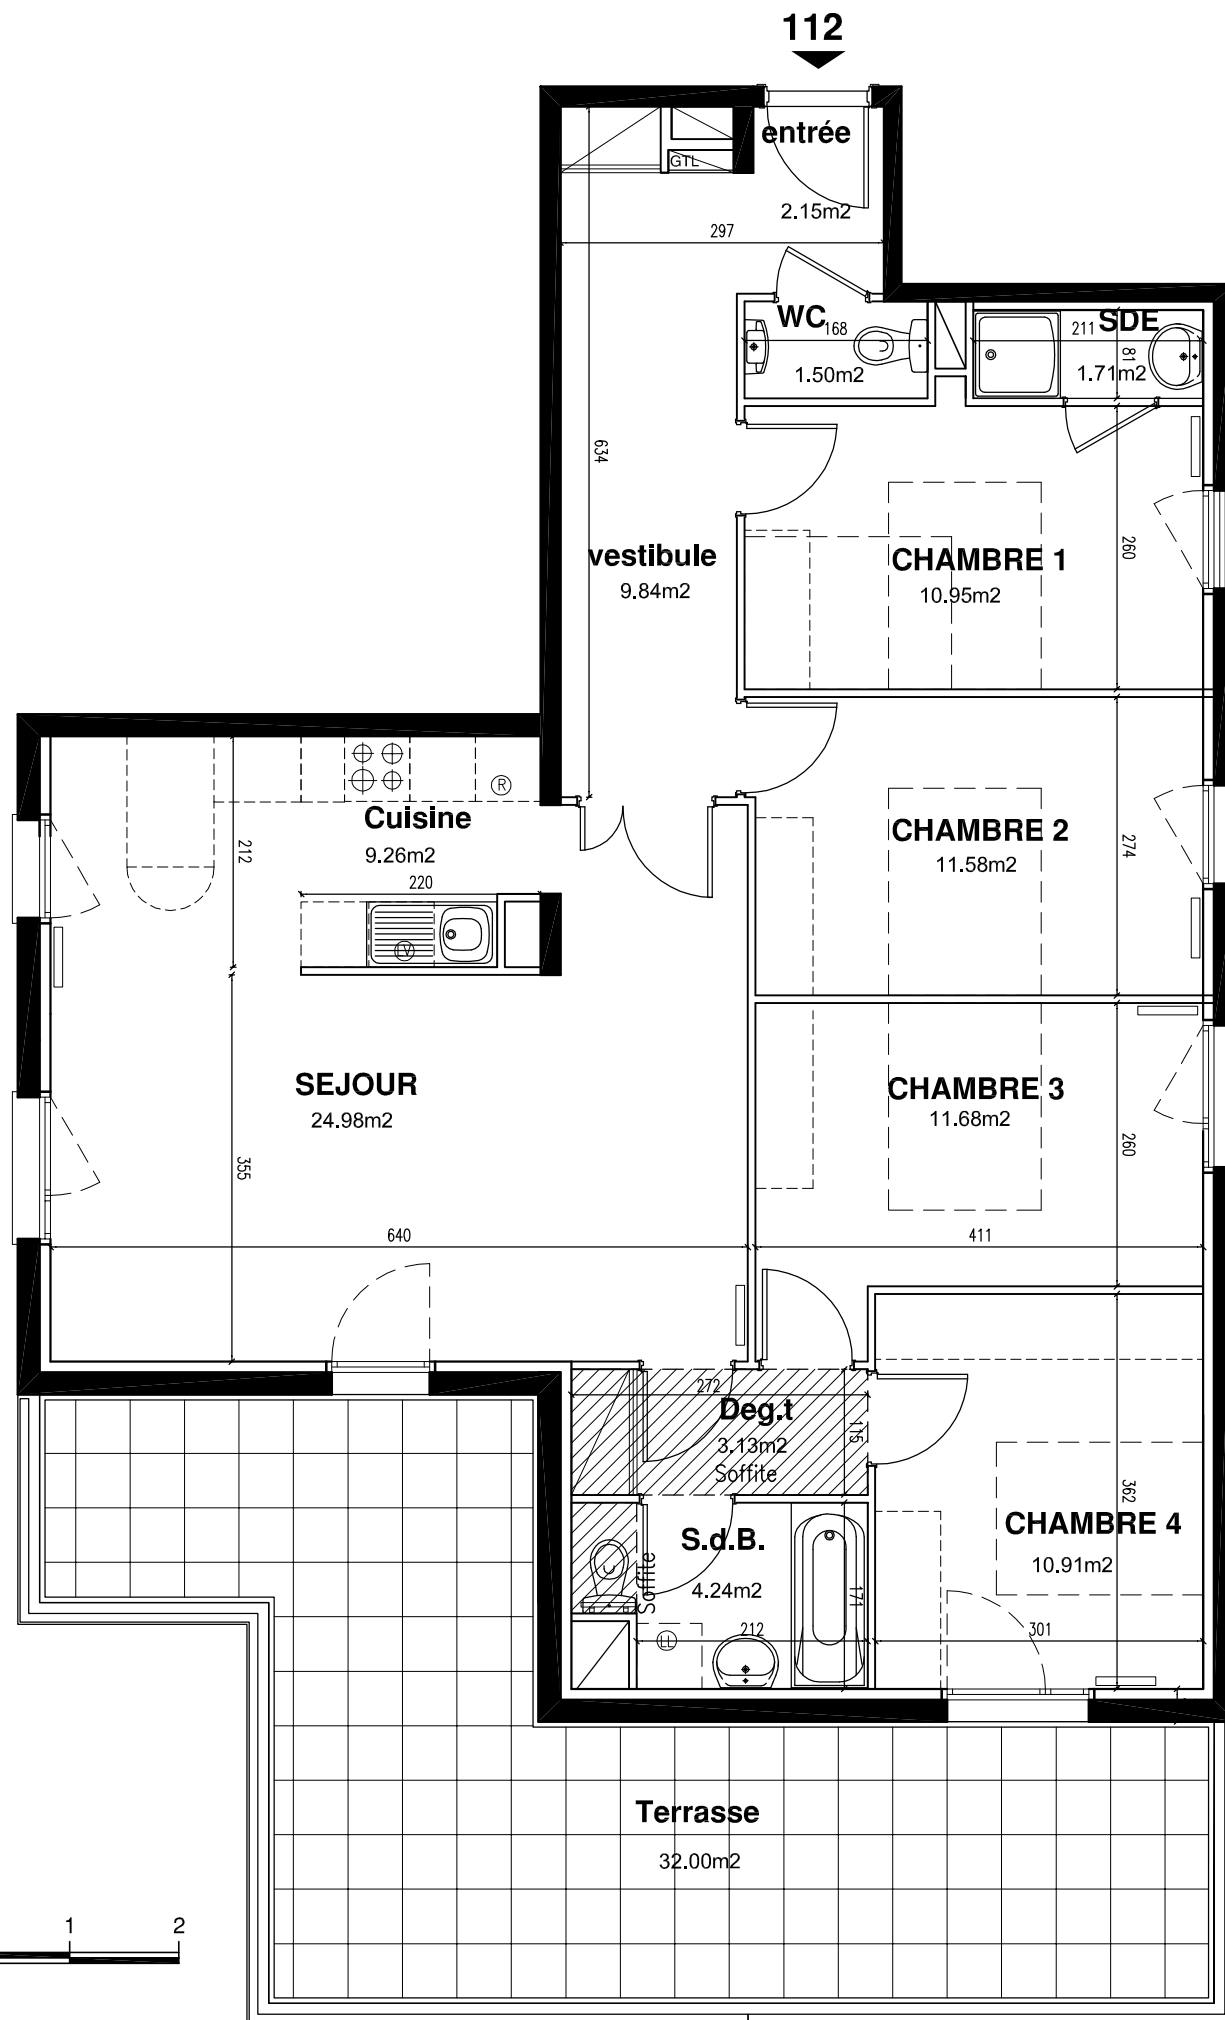 112
entrée
GTL
2.15m2
297
WC
168
1.50m2
SDE
211
81
1.71m2
634
vestibule
9.84m2
CHAMBRE 1
10.95m2
260
Cuisine
9.26m2
R
212
220
LV
CHAMBRE 2
11.58m2
274
SEJOUR
24.98m2
355
640
CHAMBRE 3
11.68m2
260
411
272
Deg.t
3.13m2
Soffite
115
S.d.B.
4.24m2
Soffite
171
212
LL
362
CHAMBRE 4
10.91m2
301
Terrasse
32.00m2
1
2